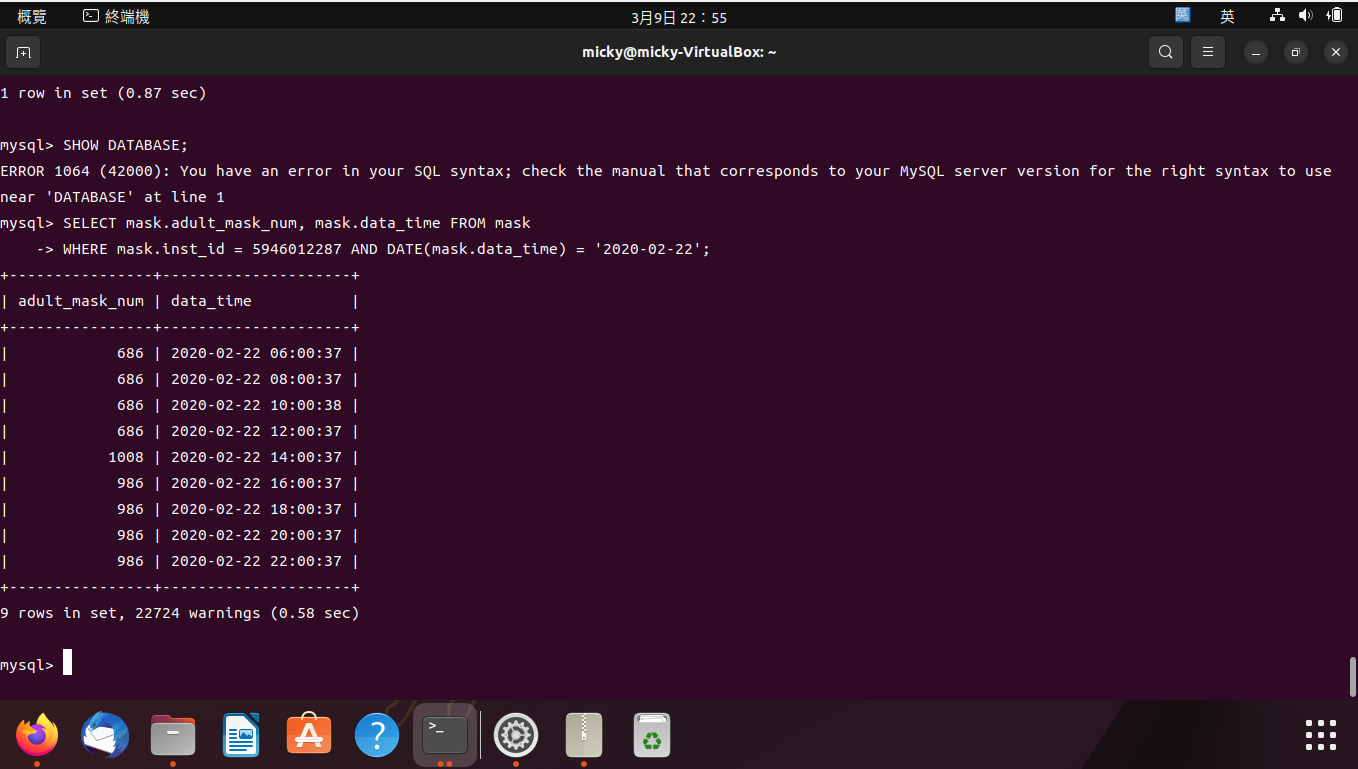 概覽 終端機 3月9日 22：55 英 英
micky@micky-VirtualBox: ~
1 row in set (0.87 sec)
mysql> SHOW DATABASE;
ERROR 1064 (42000): You have an error in your SQL syntax; check the manual that corresponds to your MySQL server version for the right syntax to use
near 'DATABASE' at line 1
mysql> SELECT mask.adult_mask_num, mask.data_time FROM mask
    -> WHERE mask.inst_id = 5946012287 AND DATE(mask.data_time) = '2020-02-22';
+----------------+---------------------+
| adult_mask_num | data_time           |
+----------------+---------------------+
|            686 | 2020-02-22 06:00:37 |
|            686 | 2020-02-22 08:00:37 |
|            686 | 2020-02-22 10:00:38 |
|            686 | 2020-02-22 12:00:37 |
|           1008 | 2020-02-22 14:00:37 |
|            986 | 2020-02-22 16:00:37 |
|            986 | 2020-02-22 18:00:37 |
|            986 | 2020-02-22 20:00:37 |
|            986 | 2020-02-22 22:00:37 |
+----------------+---------------------+
9 rows in set, 22724 warnings (0.58 sec)
mysql>